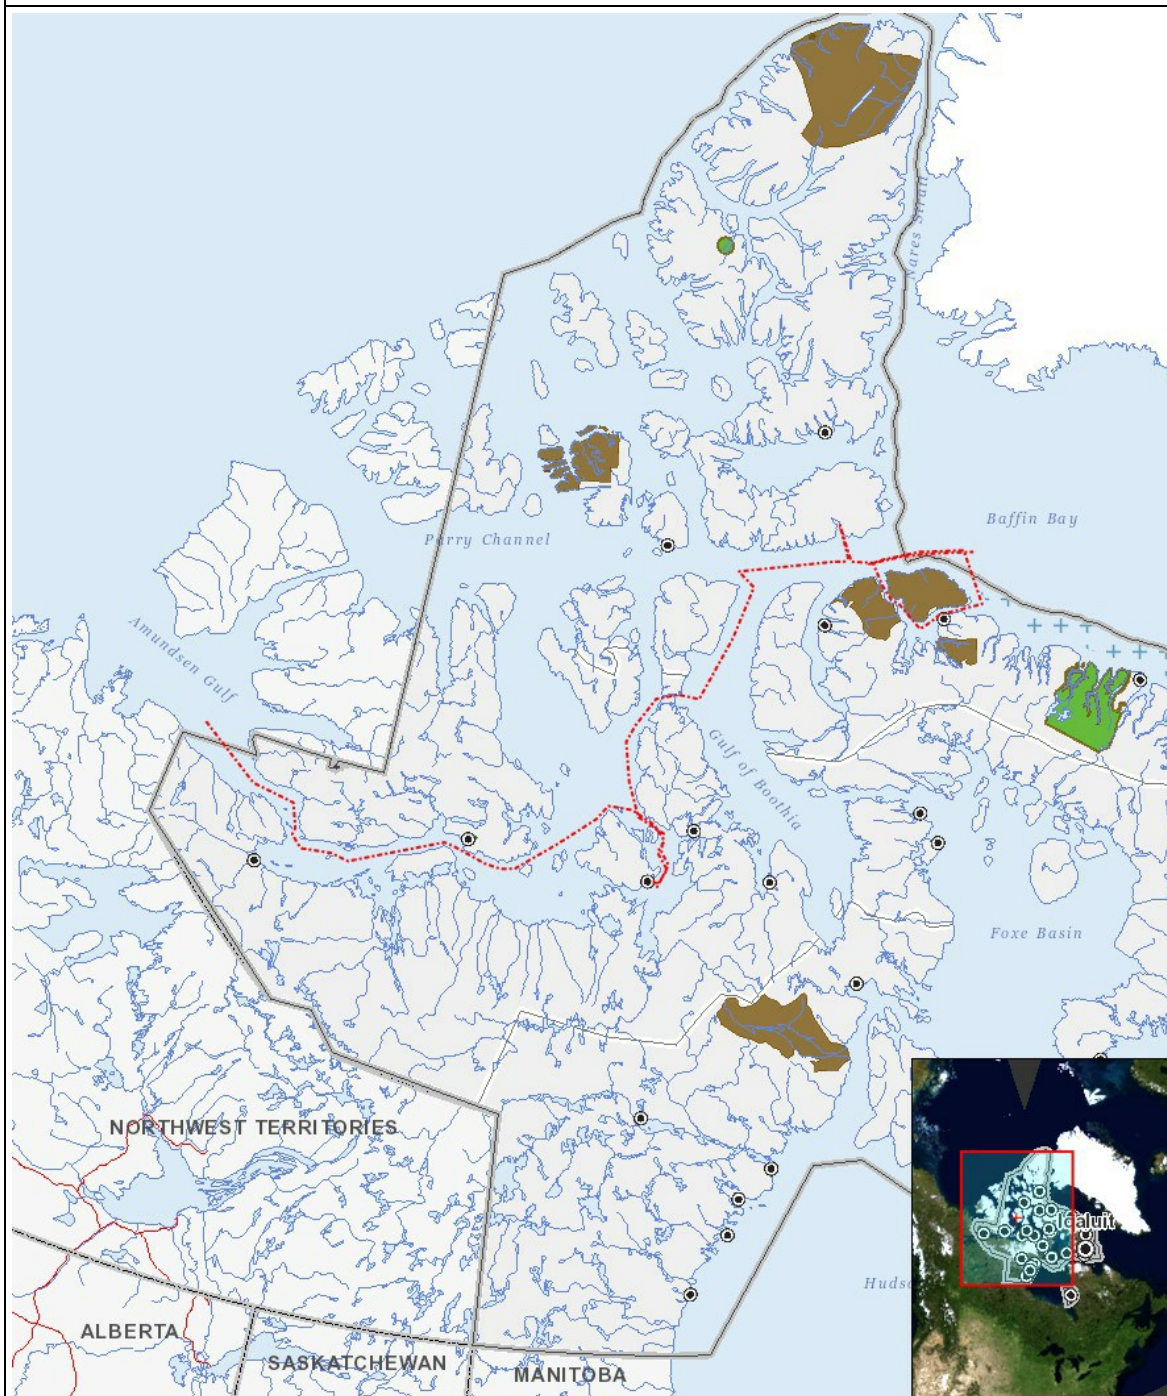 Nares Strait
Baffin Bay
Parry Channel
Amundsen Gulf
Gulf of Boothia
Foxe Basin
NORTHWEST TERRITORIES
Iqaluit
ALBERTA
SASKATCHEWAN
MANITOBA